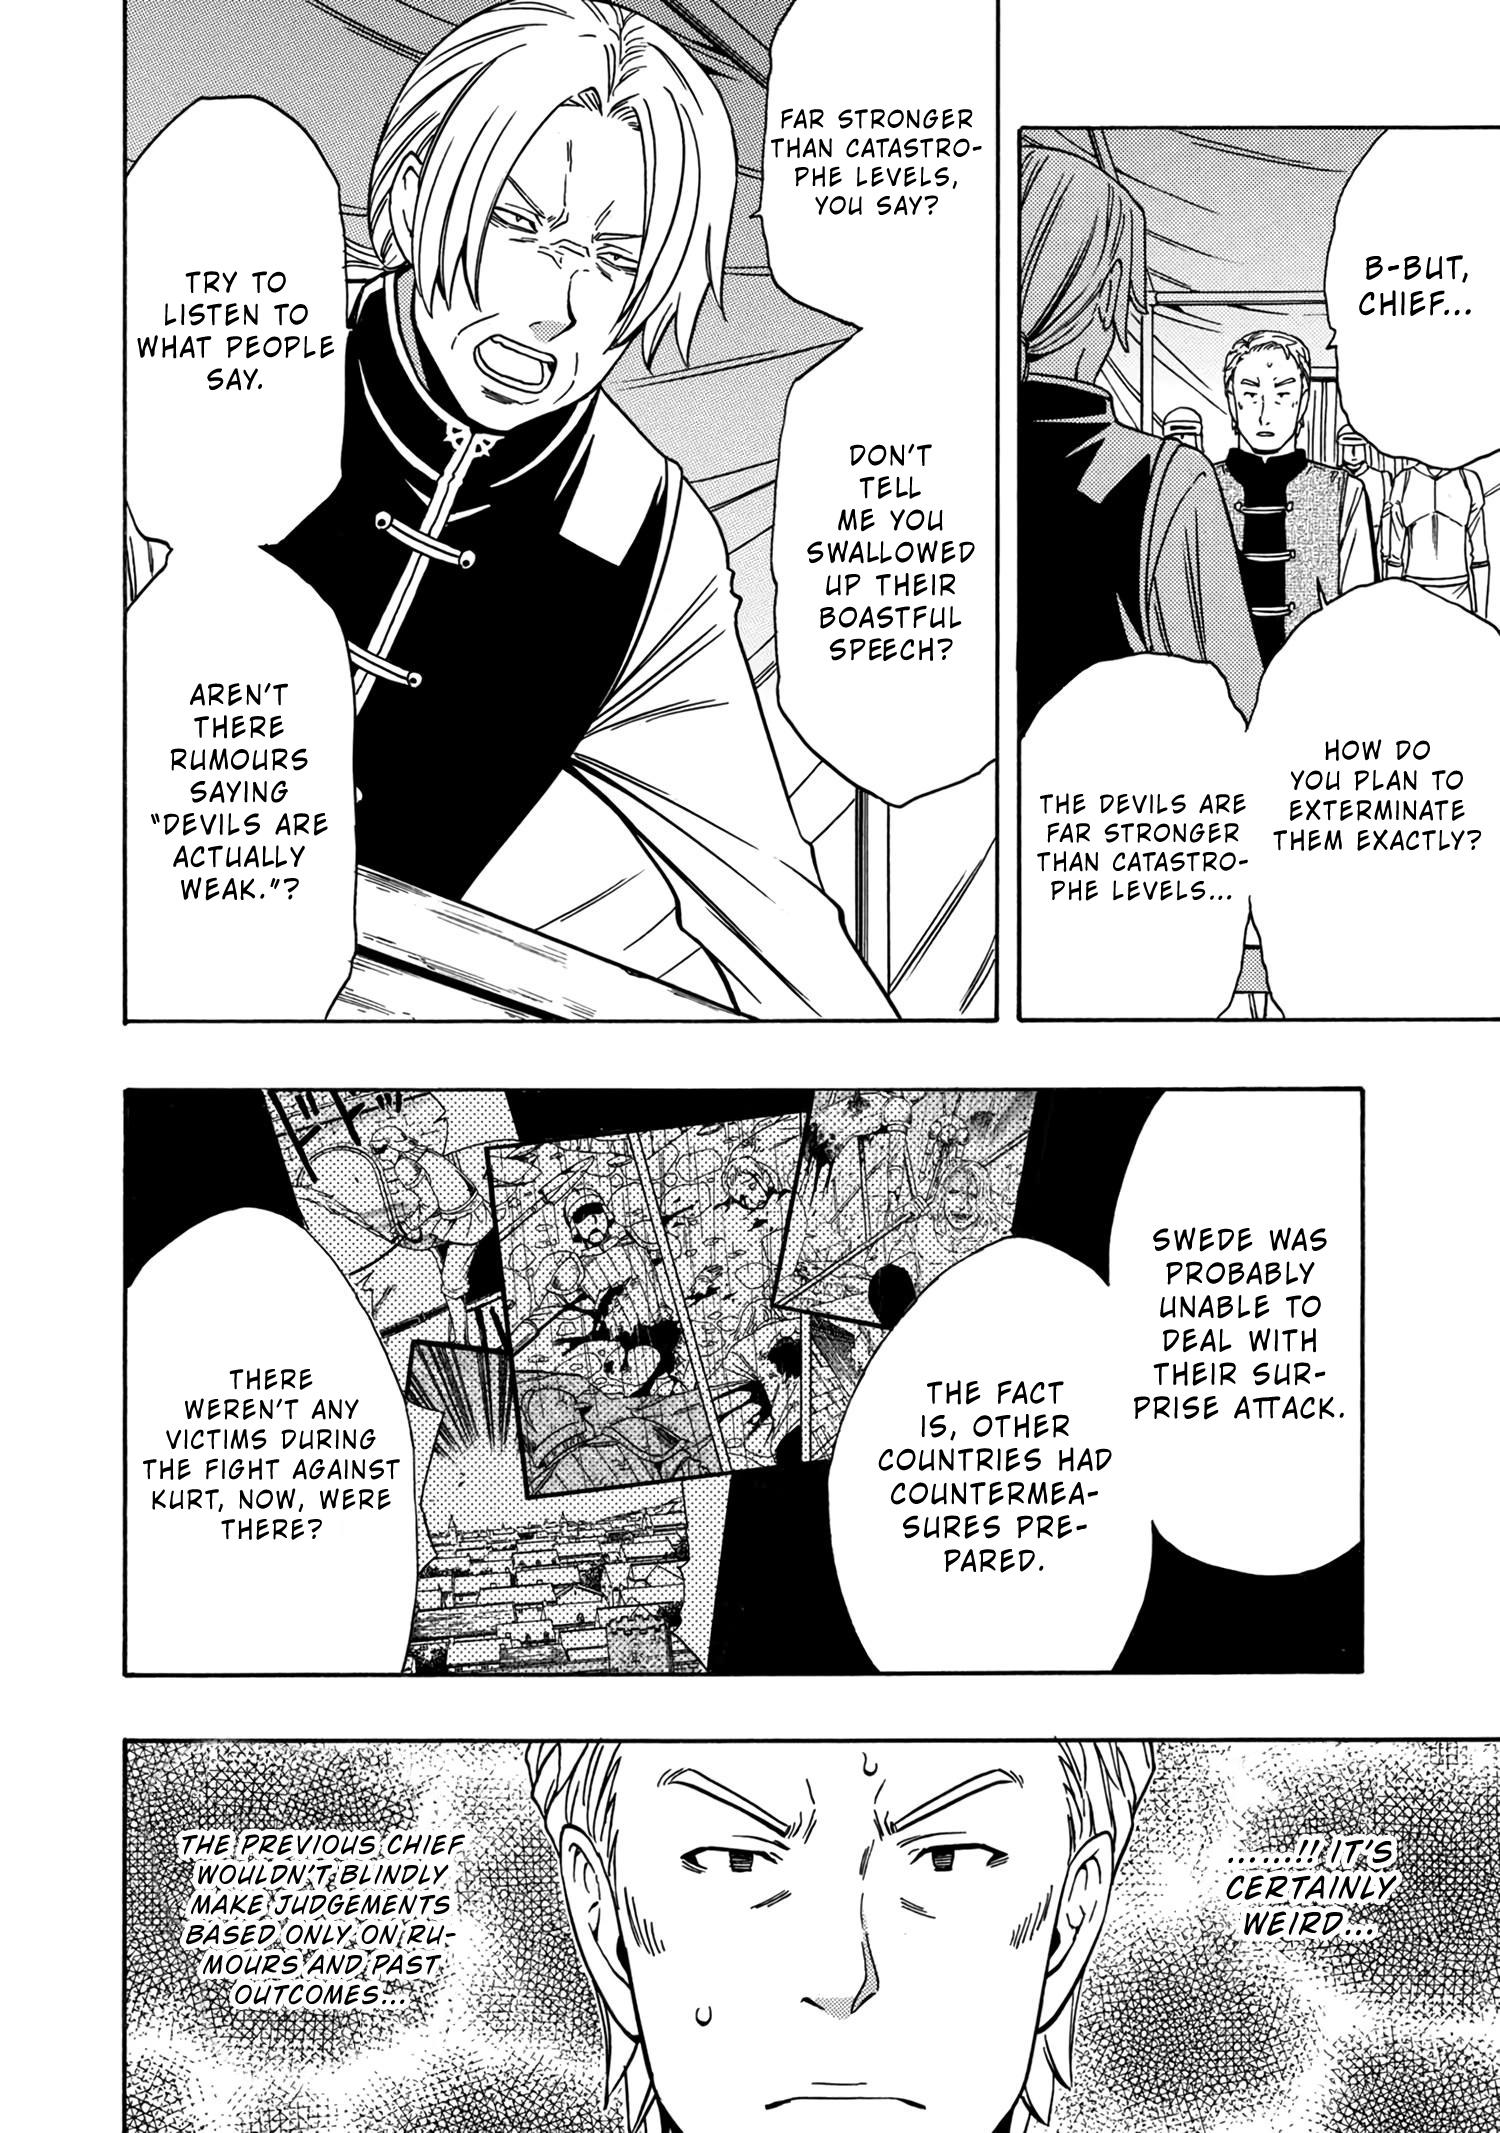 B-BUT,
CHIEF...
HOW DO
YOU PLAN TO
EXTERMINATE
THEM EXACTLY?
THE DEVILS ARE
FAR STRONGER
THAN CATASTRO-
PHE LEVELS...
FAR STRONGER
THAN CATASTRO-
PHE LEVELS,
YOU SAY?
DON'T
TELL
ME YOU
SWALLOWED
UP THEIR
BOASTFUL
SPEECH?
TRY TO
LISTEN TO
WHAT PEOPLE
SAY.
AREN'T
THERE
RUMOURS
SAYING
"DEVILS ARE
ACTUALLY
WEAK."?
SWEDE WAS
PROBABLY
UNABLE TO
DEAL WITH
THEIR SUR-
PRISE ATTACK.
THE FACT
IS, OTHER
COUNTRIES HAD
COUNTERMEA-
SURES PRE-
PARED.
THERE
WEREN'T ANY
VICTIMS DURING
THE FIGHT AGAINST
KURT, NOW, WERE
THERE?
.......!! IT'S
CERTAINLY
WEIRD...
THE PREVIOUS CHIEF
WOULDN'T BLINDLY
MAKE JUDGEMENTS
BASED ONLY ON RU-
MOURS AND PAST
OUTCOMES...